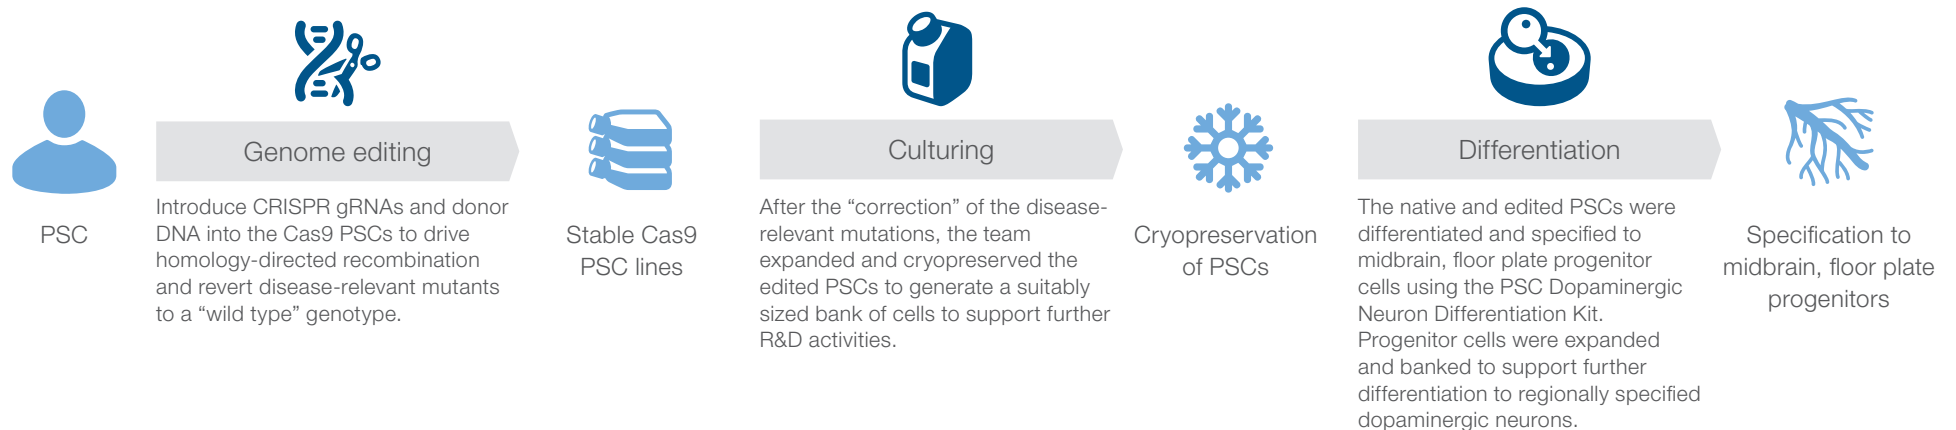 PSC
Genome editing
Introduce CRISPR gRNAs and donor
DNA into the Cas9 PSCs to drive
homology-directed recombination
and revert disease-relevant mutants
to a “wild type” genotype.
Stable Cas9
PSC lines
Culturing
After the “correction” of the disease-
relevant mutations, the team
expanded and cryopreserved the
edited PSCs to generate a suitably
sized bank of cells to support further
R&D activities.
Cryopreservation
of PSCs
Differentiation
The native and edited PSCs were
differentiated and specified to
midbrain, floor plate progenitor
cells using the PSC Dopaminergic
Neuron Differentiation Kit.
Progenitor cells were expanded
and banked to support further
differentiation to regionally specified
dopaminergic neurons.
Specification to
midbrain, floor plate
progenitors